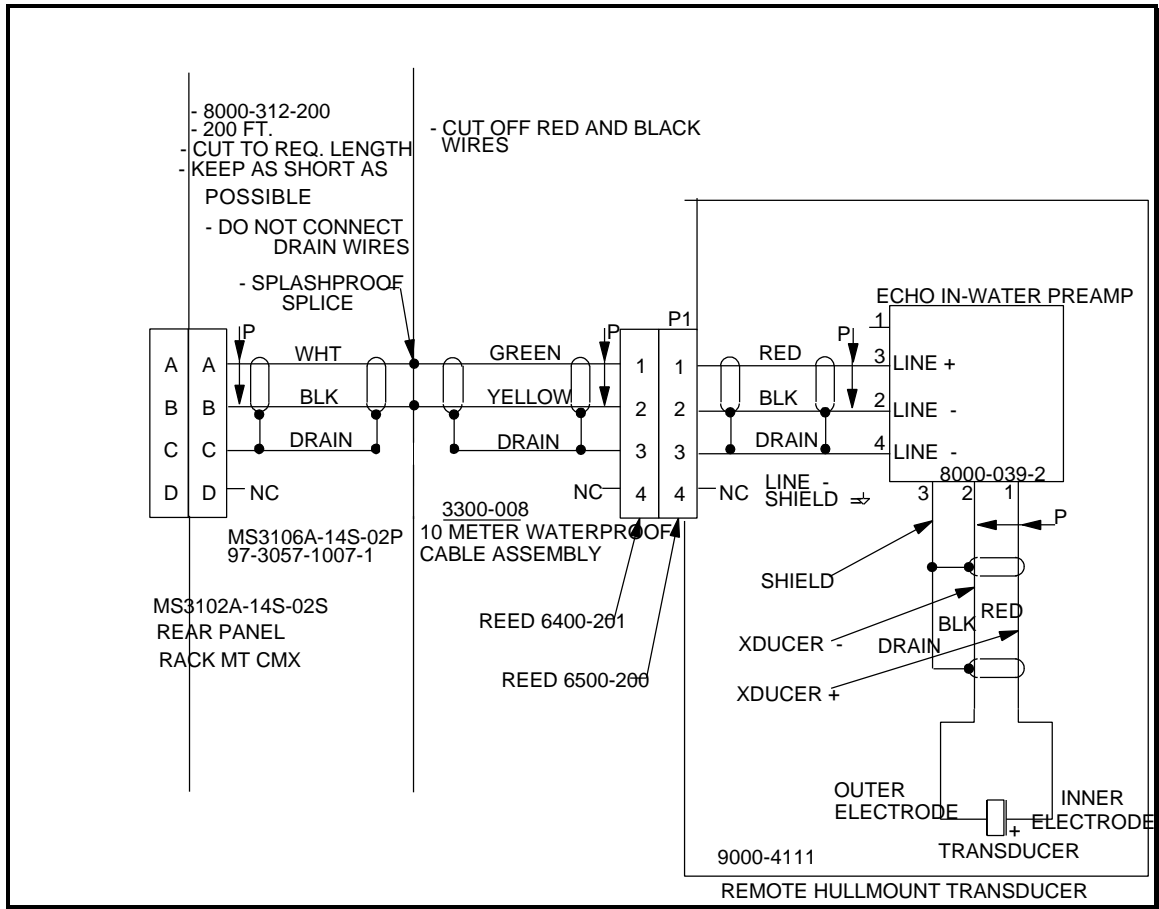 - 8000-312-200
- 200 FT.
- CUT TO REQ. LENGTH
- KEEP AS SHORT AS
POSSIBLE
- DO NOT CONNECT
DRAIN WIRES
- SPLASHPROOF
SPLICE
- CUT OFF RED AND BLACK
WIRES
ECHO IN-WATER PREAMP
P1
1
P
P
P
A A
WHT
GREEN
1 1
RED
3 LINE +
B B
BLK
YELLOW
2 2
BLK
2 LINE -
C C
DRAIN
DRAIN
3 3
DRAIN
4 LINE -
D D
NC
NC
4 4
NC
LINE -
SHIELD
8000-039-2
3 2 1
P
MS3106A-14S-02P
97-3057-1007-1
3300-008
10 METER WATERPROOF
CABLE ASSEMBLY
MS3102A-14S-02S
REAR PANEL
RACK MT CMX
REED 6400-201
REED 6500-200
SHIELD
XDUCER -
XDUCER +
RED
BLK
DRAIN
OUTER
ELECTRODE
INNER
ELECTRODE
+
TRANSDUCER
9000-4111
REMOTE HULLMOUNT TRANSDUCER